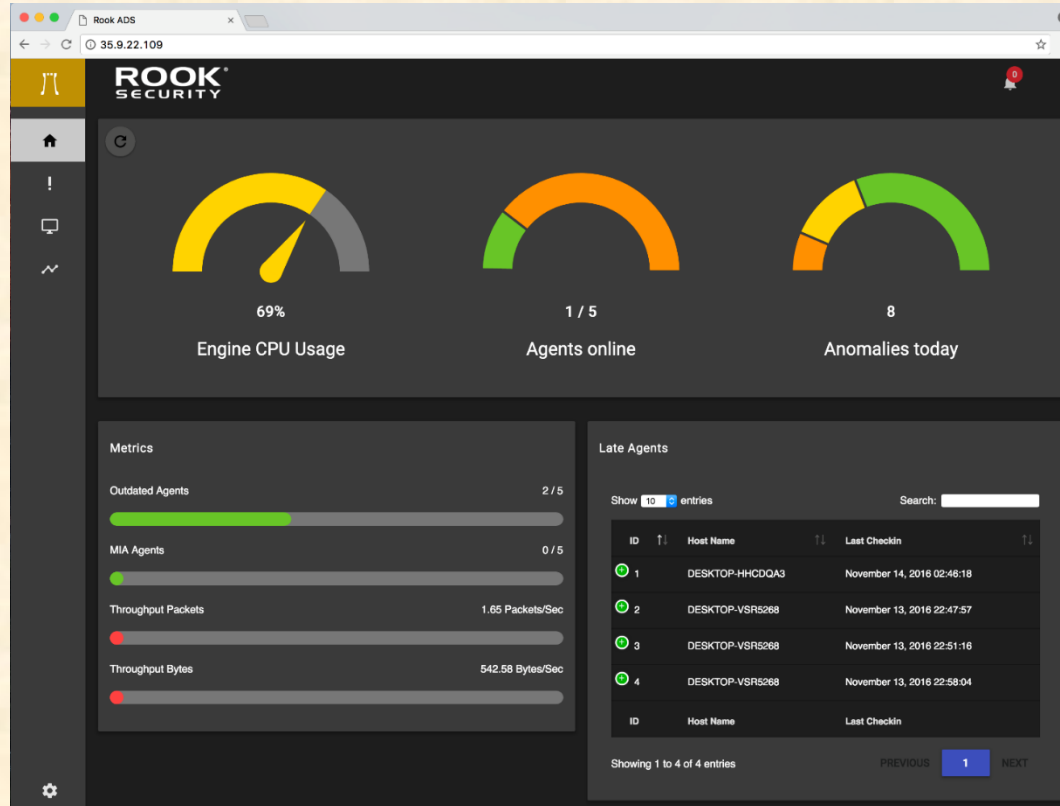 Rook ADS
35.9.22.109
ROOK
SECURITY
0
69%
Engine CPU Usage
1 / 5
Agents online
8
Anomalies today
Metrics
Outdated Agents 2 / 5
MIA Agents 0 / 5
Throughput Packets 1.65 Packets/Sec
Throughput Bytes 542.58 Bytes/Sec
Late Agents
Show 10 entries Search:
ID Host Name Last Checkin
1 DESKTOP-HHCDQA3 November 14, 2016 02:46:18
2 DESKTOP-VSR5268 November 13, 2016 22:47:57
3 DESKTOP-VSR5268 November 13, 2016 22:51:16
4 DESKTOP-VSR5268 November 13, 2016 22:58:04
ID Host Name Last Checkin
Showing 1 to 4 of 4 entries PREVIOUS 1 NEXT